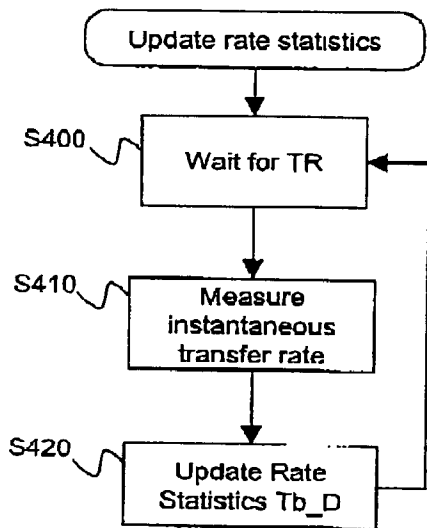 Update rate statistics
S400
Wait for TR
S410
Measure
instantaneous
transfer rate
S420
Update Rate
Statistics Tb_D